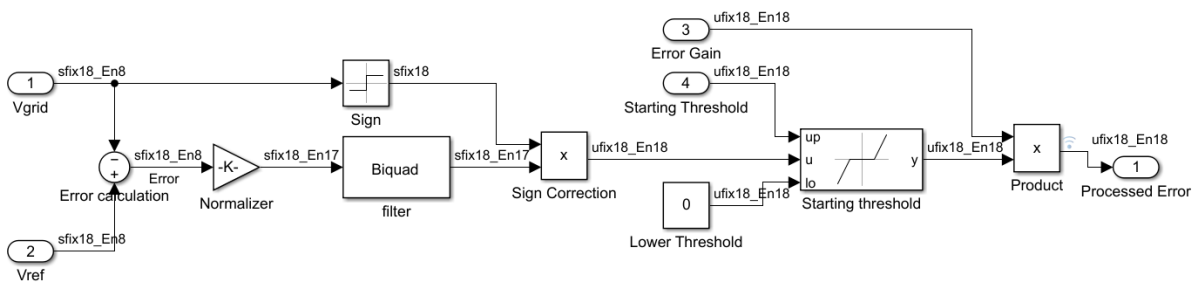 3
ufix18_En18
Error Gain
sfix18_En8
1
Vgrid
sfix18
Sign
4
ufix18_En18
Starting Threshold
sfix18_En8
Error
Error calculation
-K-
Normalizer
sfix18_En17
Biquad
filter
sfix18_En17
x
Sign Correction
ufix18_En18
up
u
lo
y
Starting threshold
0
ufix18_En18
Lower Threshold
ufix18_En18
x
Product
ufix18_En18
1
Processed Error
−
+
2
sfix18_En8
Vref